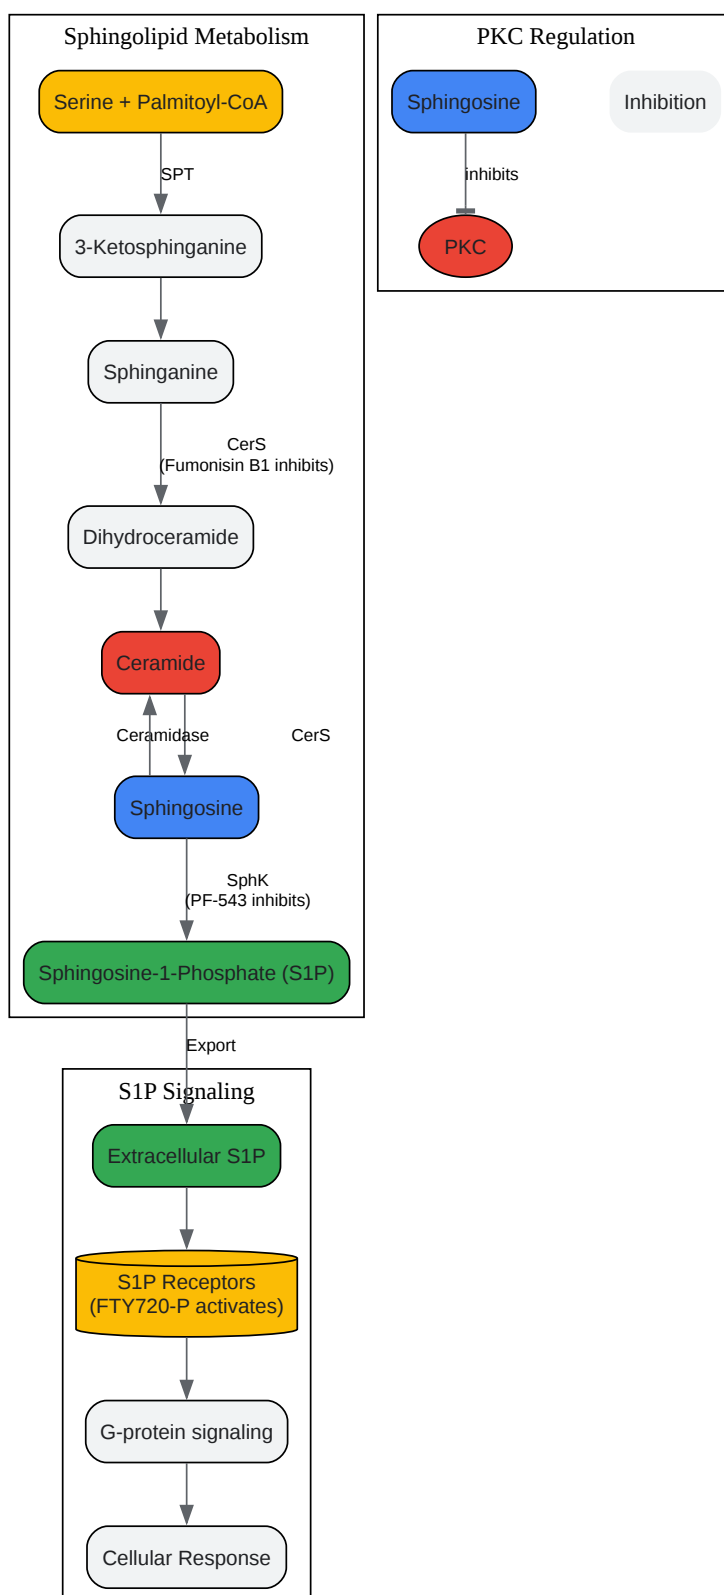 Sphingolipid Metabolism
Serine + Palmitoyl-CoA
SPT
3-Ketosphinganine
Sphinganine
CerS
(Fumonisin B1 inhibits)
Dihydroceramide
Ceramide
Ceramidase
CerS
Sphingosine
SphK
(PF-543 inhibits)
Sphingosine-1-Phosphate (S1P)
Export
S1P Signaling
Extracellular S1P
S1P Receptors
(FTY720-P activates)
G-protein signaling
Cellular Response
PKC Regulation
Sphingosine
Inhibition
inhibits
PKC